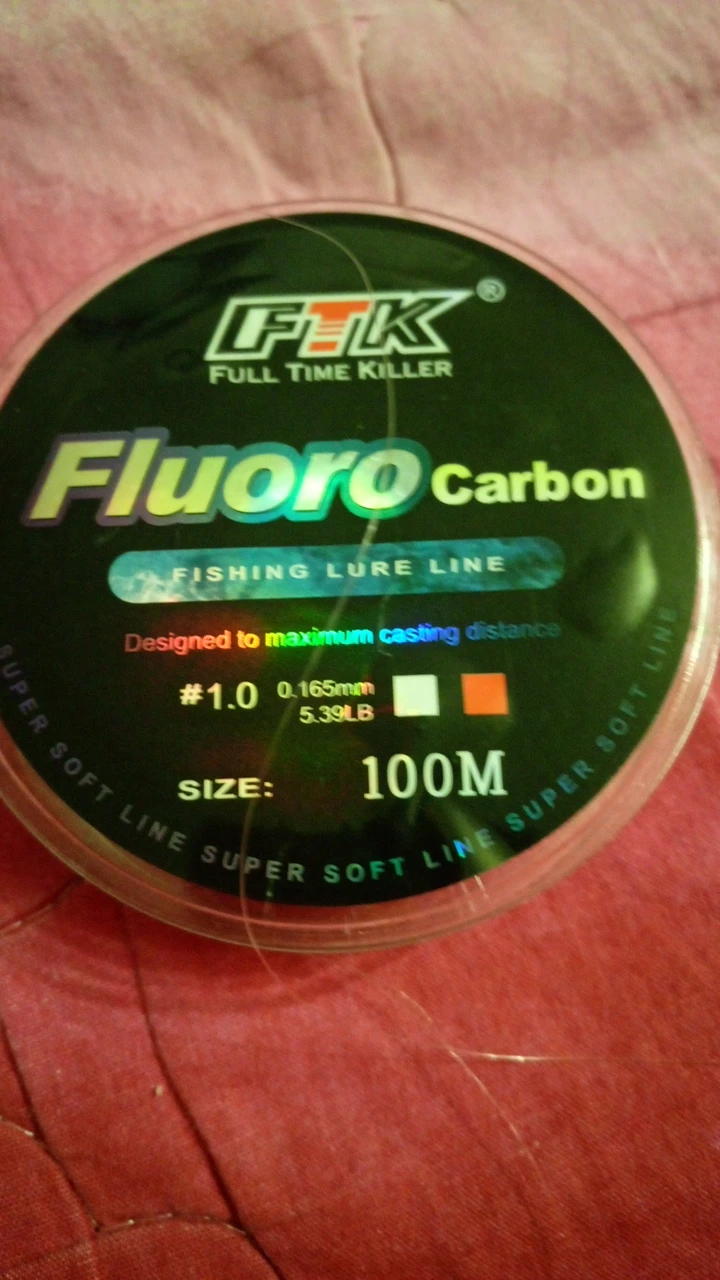 FTK®
FULL TIME KILLER
Fluoro Carbon
FISHING LURE LINE
Designed to maximum casting distance
#1.0 0.165mm
5.39LB
SIZE: 100M
SUPER SOFT LINE SUPER SOFT LINE SUPER SOFT LINE